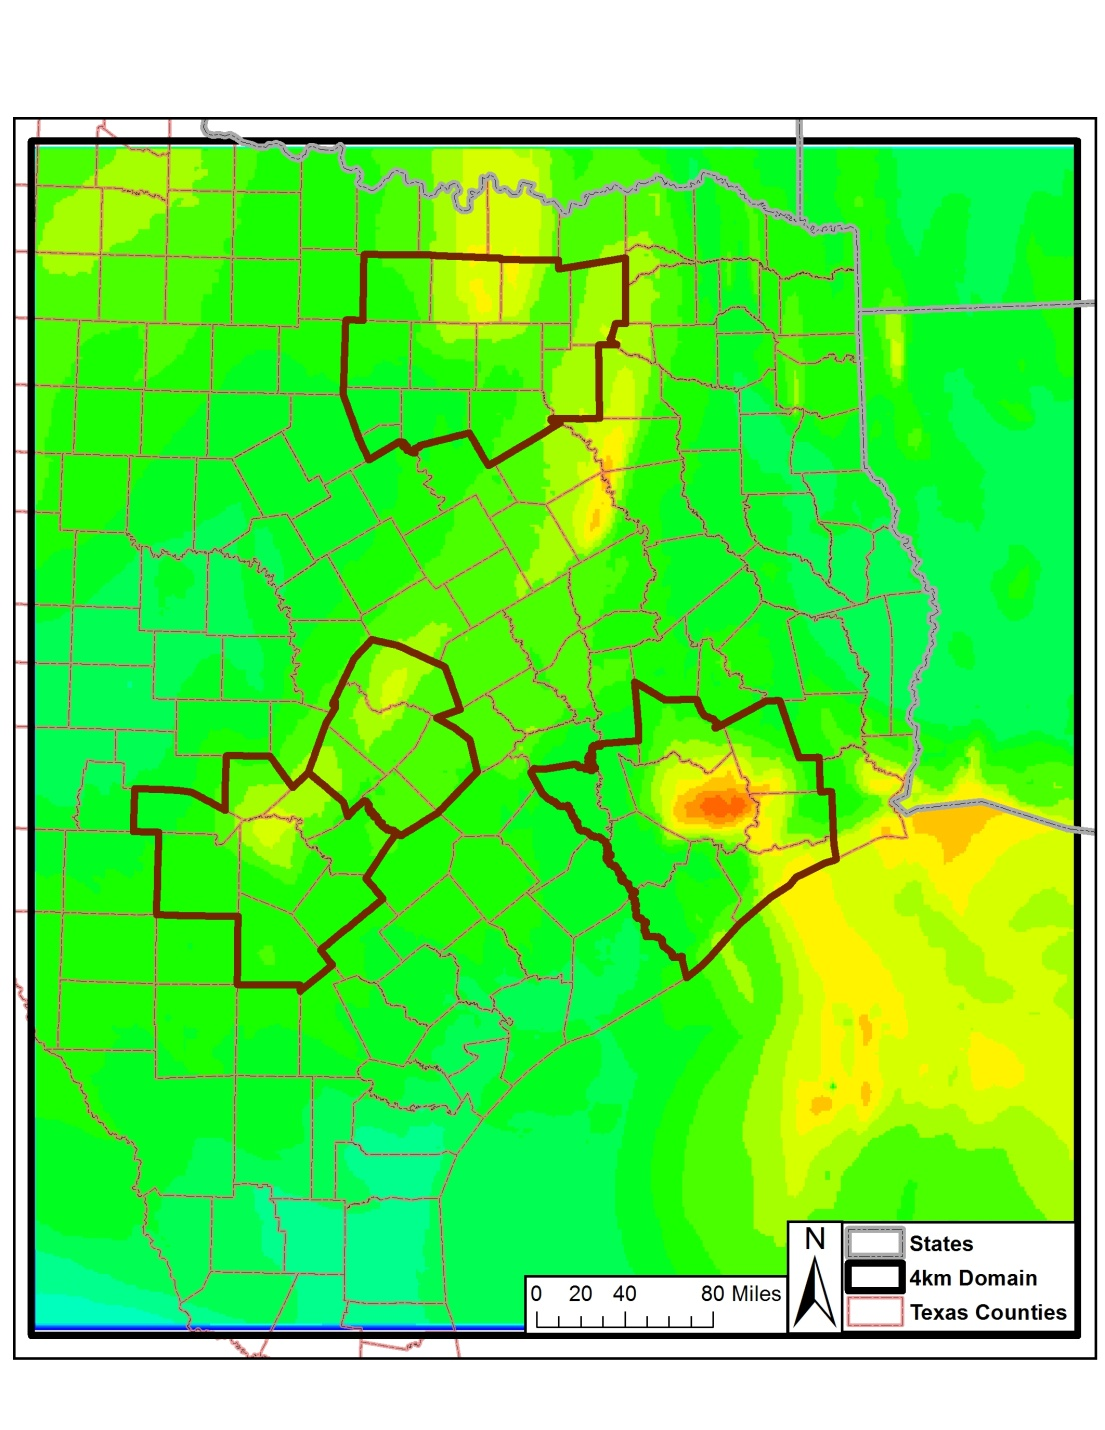 N
States
4km Domain
Texas Counties
0 20 40 80 Miles